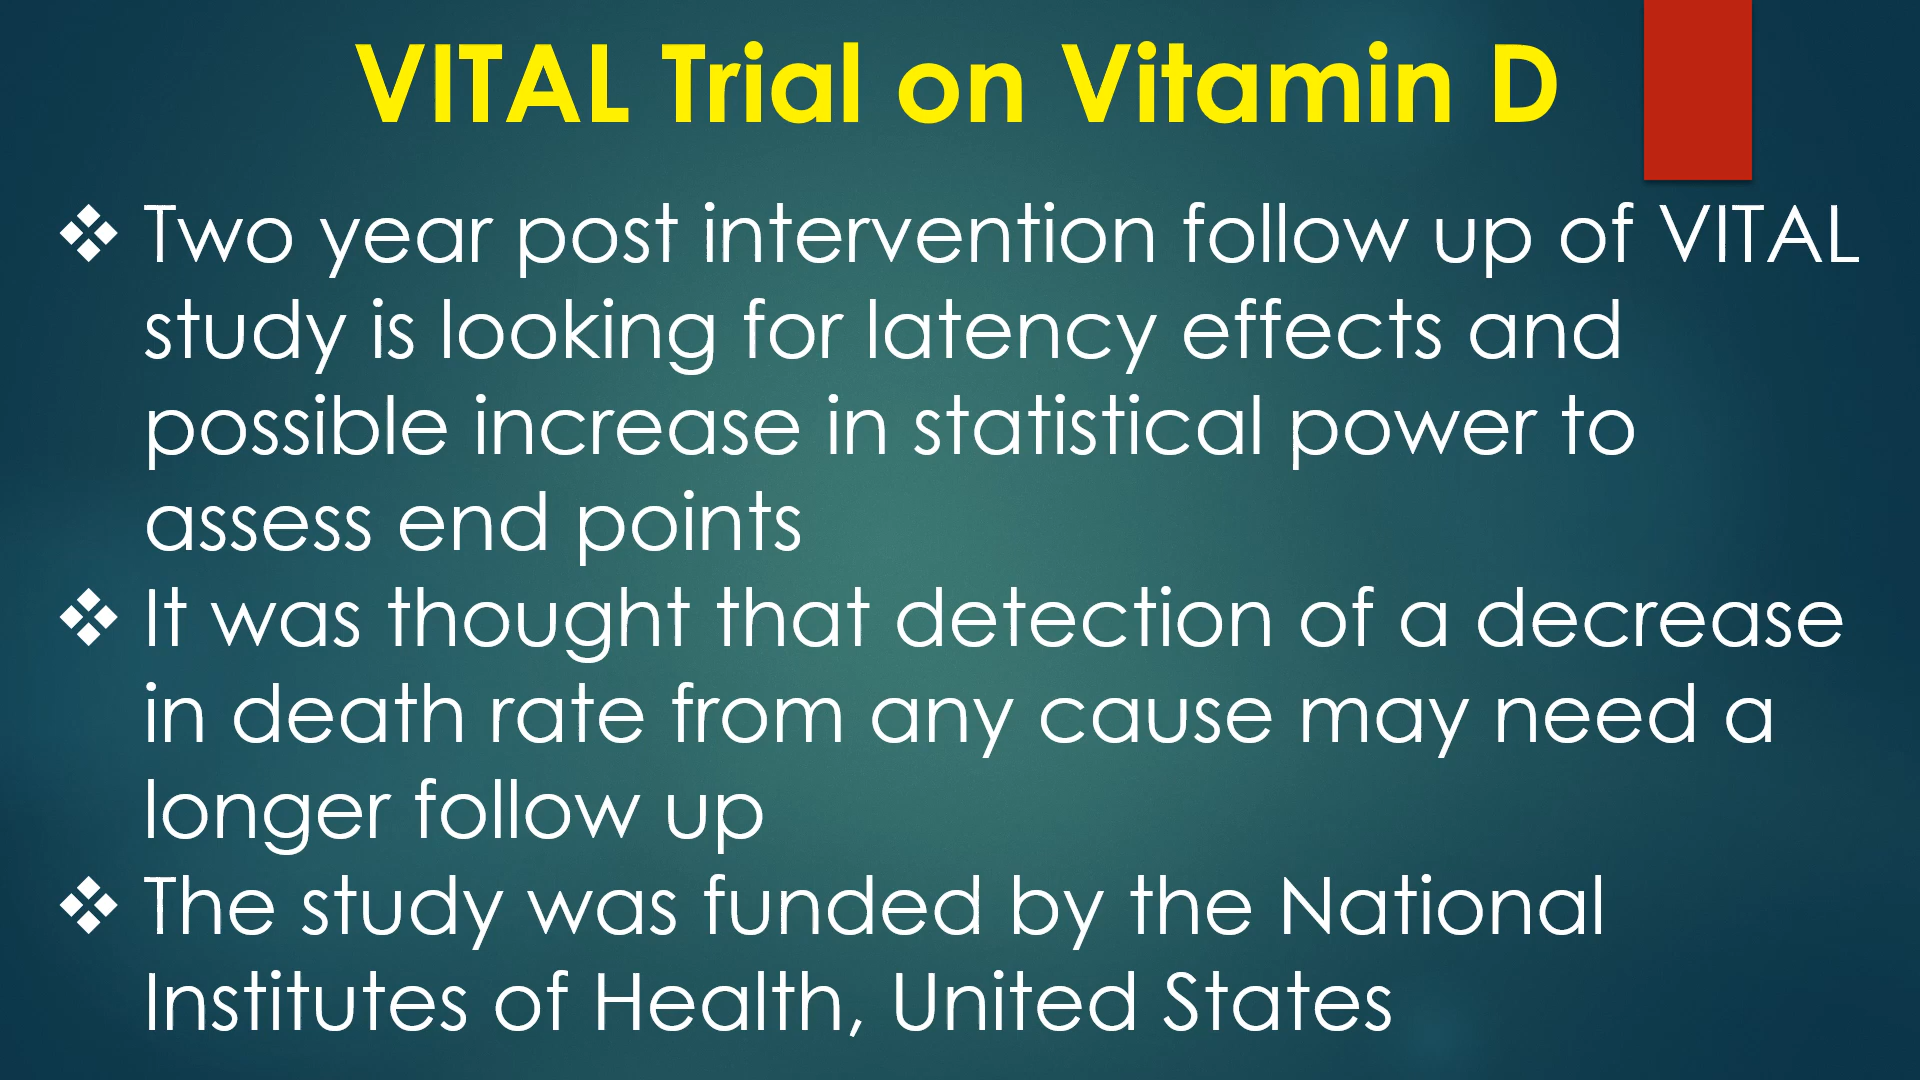 VITAL Trial on Vitamin D
❖ Two year post intervention follow up of VITAL
study is looking for latency effects and
possible increase in statistical power to
assess end points
❖ It was thought that detection of a decrease
in death rate from any cause may need a
longer follow up
❖ The study was funded by the National
Institutes of Health, United States